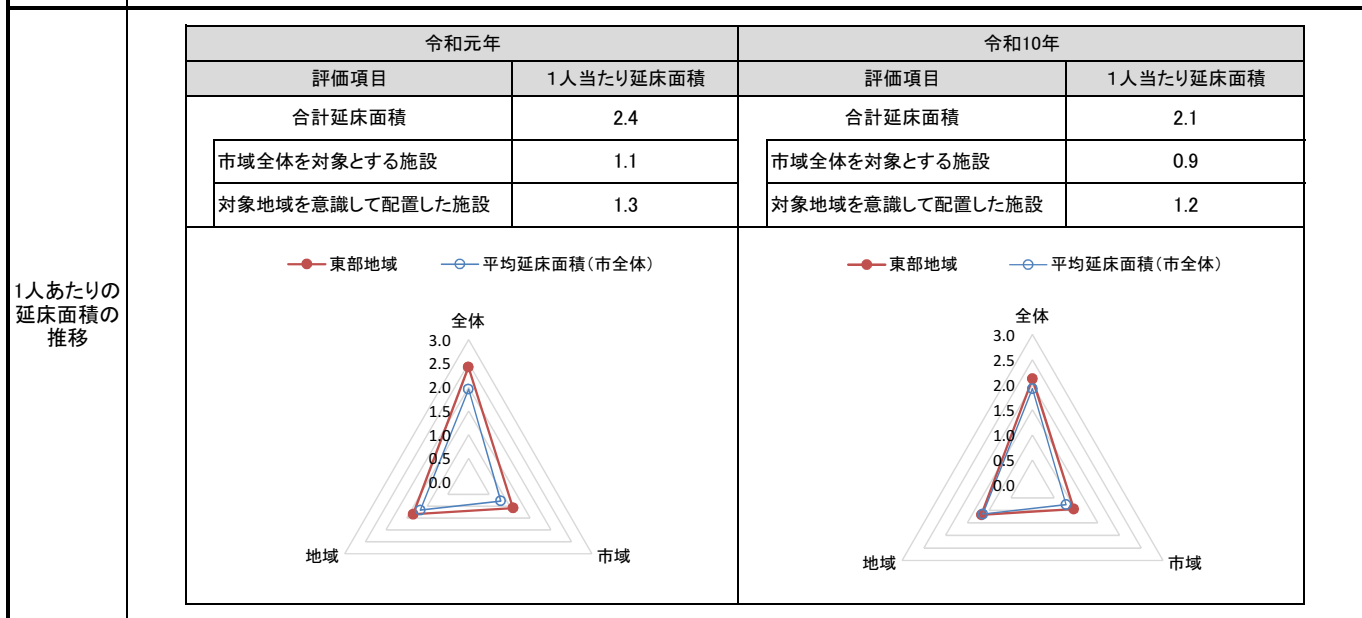 1人あたりの
延床面積の
推移
令和元年
評価項目 1人当たり延床面積
合計延床面積 2.4
市域全体を対象とする施設 1.1
対象地域を意識して配置した施設 1.3
東部地域 平均延床面積(市全体)
全体
3.0
2.5
2.0
1.5
1.0
0.5
0.0
地域 市域
令和10年
評価項目 1人当たり延床面積
合計延床面積 2.1
市域全体を対象とする施設 0.9
対象地域を意識して配置した施設 1.2
東部地域 平均延床面積(市全体)
全体
3.0
2.5
2.0
1.5
1.0
0.5
0.0
地域 市域